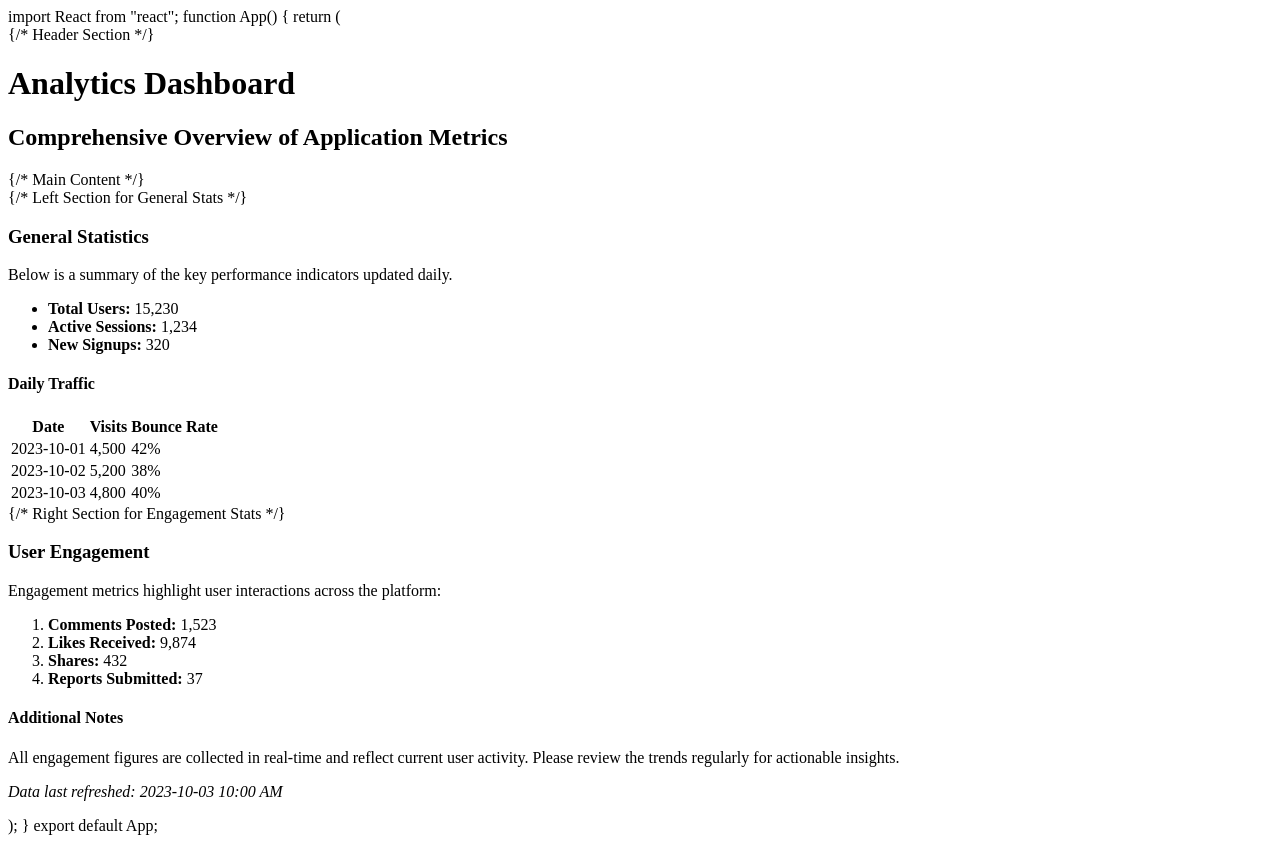 import React from "react"; function App() { return (
{/* Header Section */}
Analytics Dashboard
Comprehensive Overview of Application Metrics
{/* Main Content */}
{/* Left Section for General Stats */}
General Statistics
Below is a summary of the key performance indicators updated daily.
• Total Users: 15,230
• Active Sessions: 1,234
• New Signups: 320
Daily Traffic
Date Visits Bounce Rate
2023-10-01 4,500 42%
2023-10-02 5,200 38%
2023-10-03 4,800 40%
{/* Right Section for Engagement Stats */}
User Engagement
Engagement metrics highlight user interactions across the platform:
1. Comments Posted: 1,523
2. Likes Received: 9,874
3. Shares: 432
4. Reports Submitted: 37
Additional Notes
All engagement figures are collected in real-time and reflect current user activity. Please review the trends regularly for actionable insights.
Data last refreshed: 2023-10-03 10:00 AM
); } export default App;